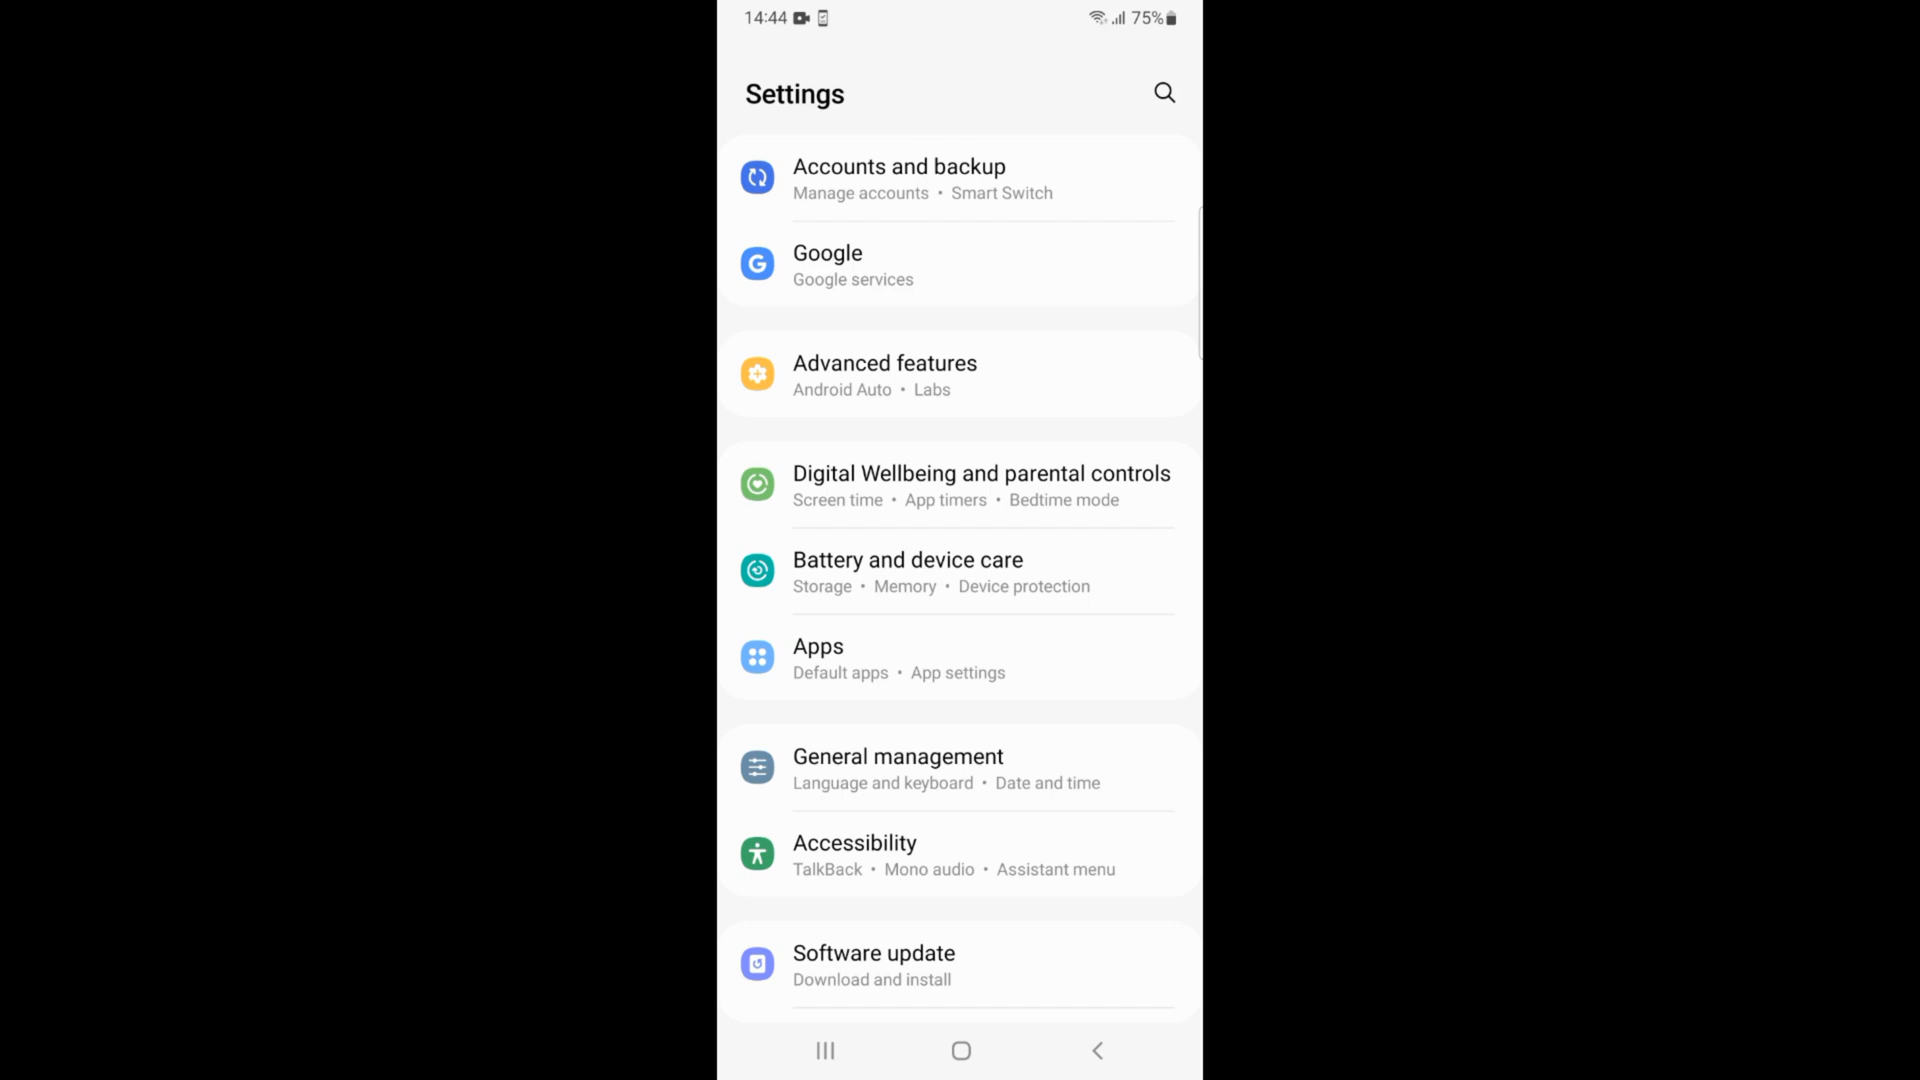 14:44 75%
Settings
Accounts and backup
Manage accounts • Smart Switch
Google
Google services
Advanced features
Android Auto • Labs
Digital Wellbeing and parental controls
Screen time • App timers • Bedtime mode
Battery and device care
Storage • Memory • Device protection
Apps
Default apps • App settings
General management
Language and keyboard • Date and time
Accessibility
TalkBack • Mono audio • Assistant menu
Software update
Download and install